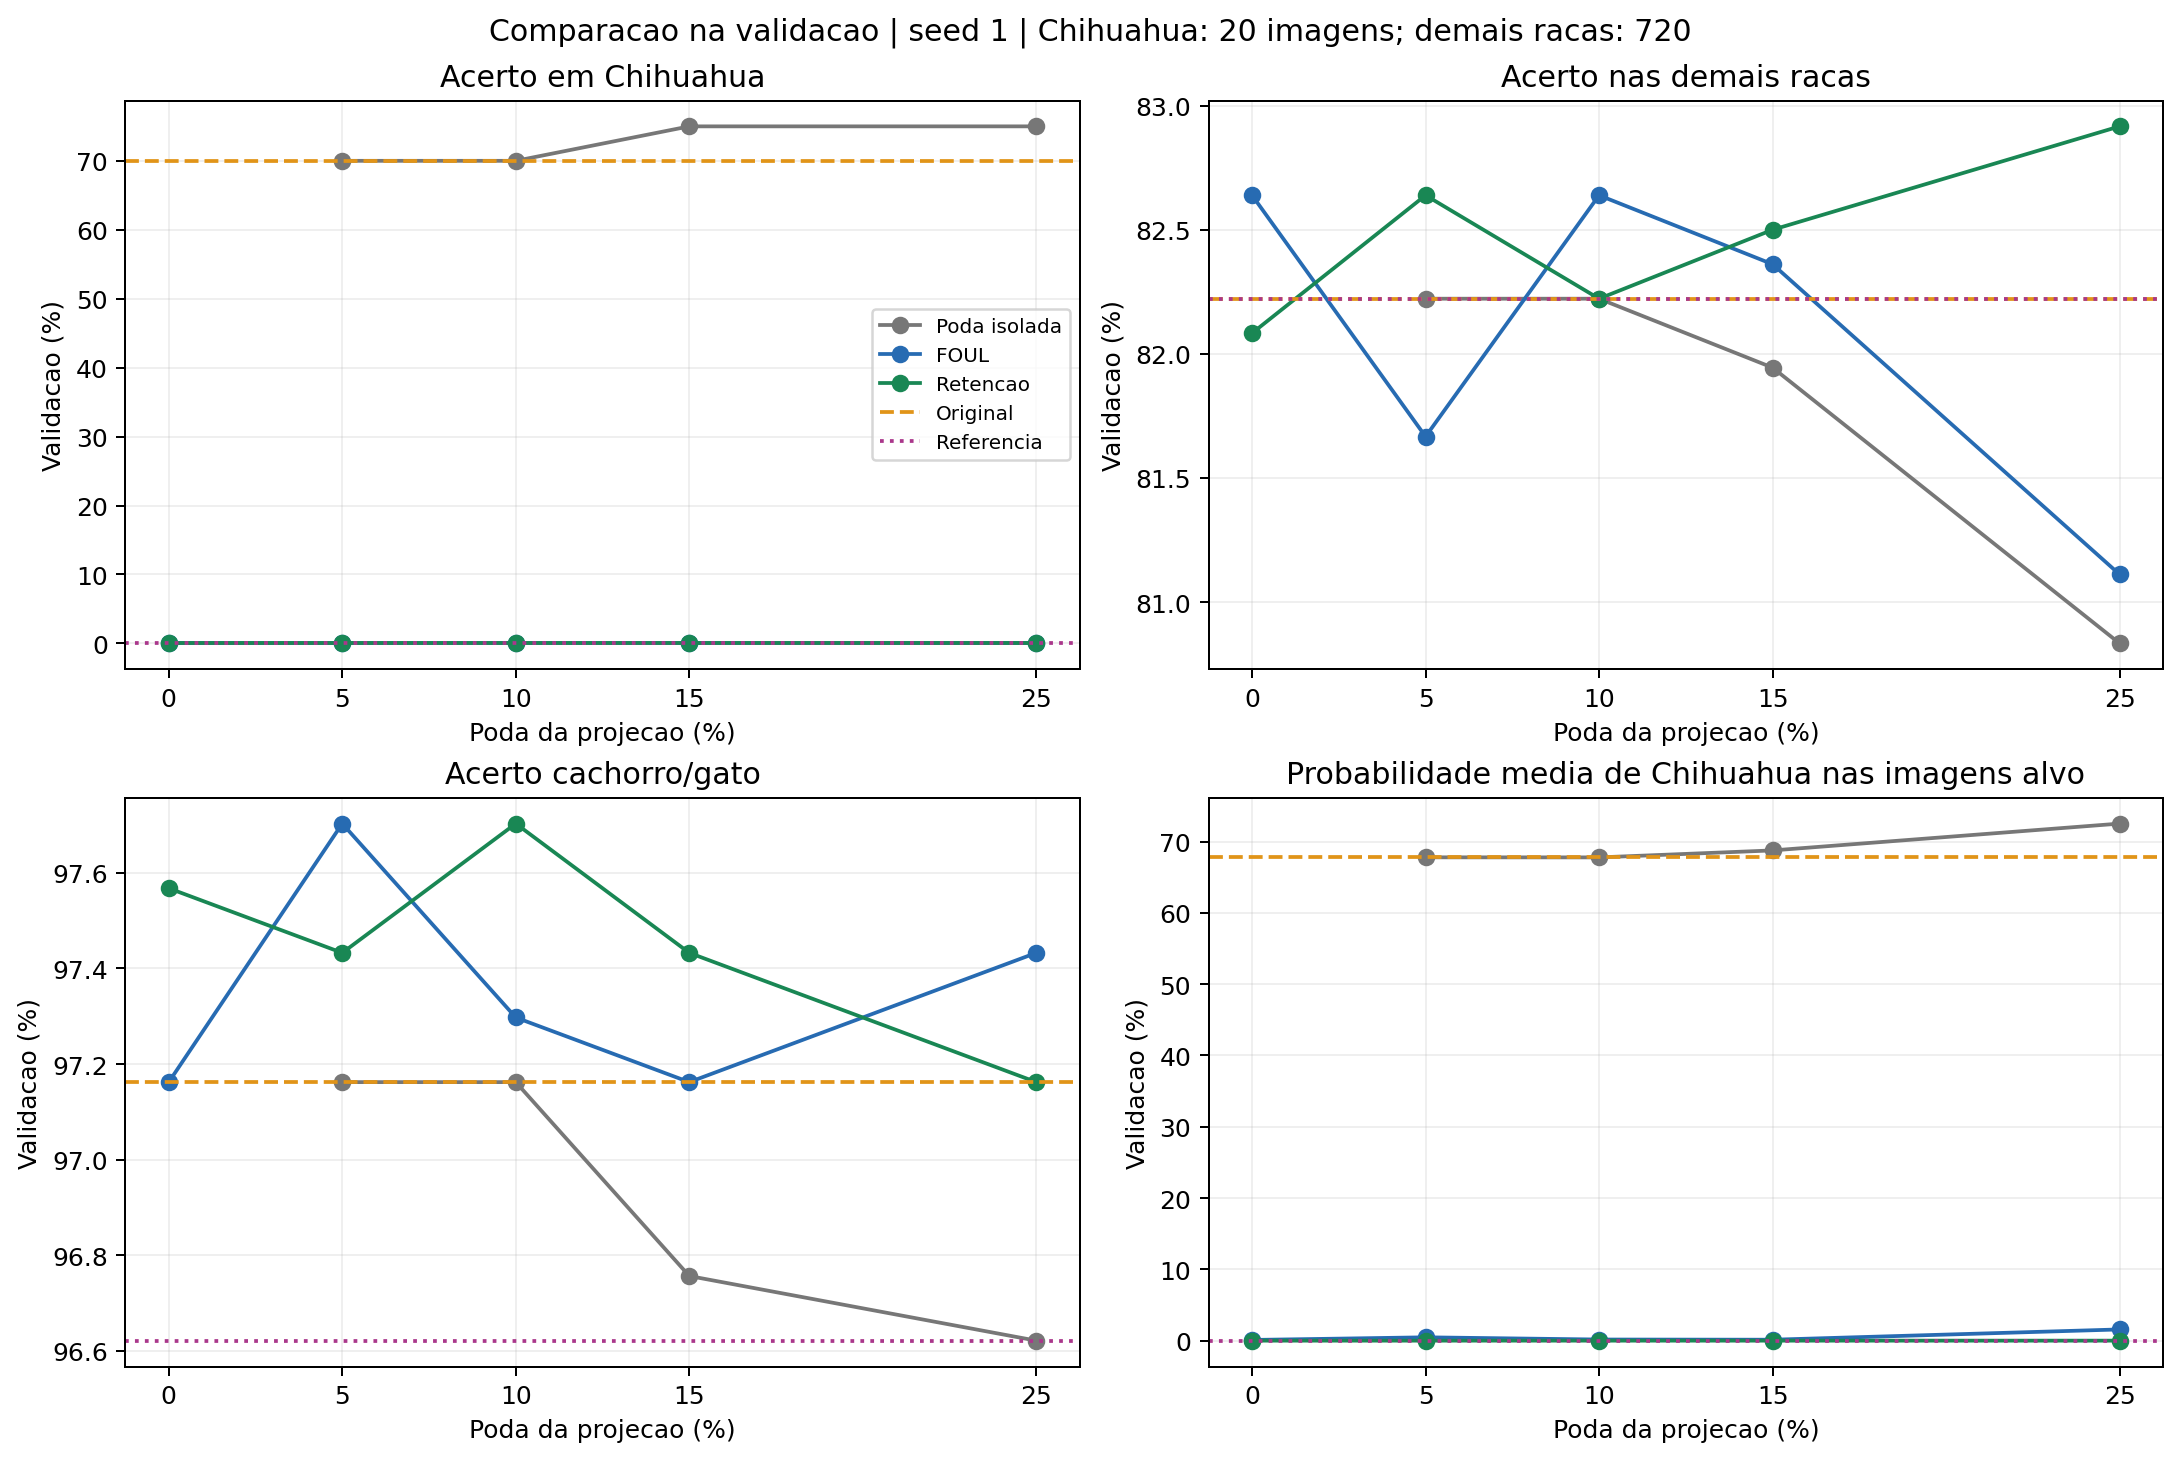 Comparacao na validacao | seed 1 | Chihuahua: 20 imagens; demais racas: 720
Acerto em Chihuahua
Validacao (%)
70
60
50
40
30
20
10
0
Poda isolada
FOUL
Retencao
Original
Referencia
0 5 10 15 25
Poda da projecao (%)
Acerto nas demais racas
Validacao (%)
83.0
82.5
82.0
81.5
81.0
0 5 10 15 25
Poda da projecao (%)
Acerto cachorro/gato
Validacao (%)
97.6
97.4
97.2
97.0
96.8
96.6
0 5 10 15 25
Poda da projecao (%)
Probabilidade media de Chihuahua nas imagens alvo
Validacao (%)
70
60
50
40
30
20
10
0
0 5 10 15 25
Poda da projecao (%)